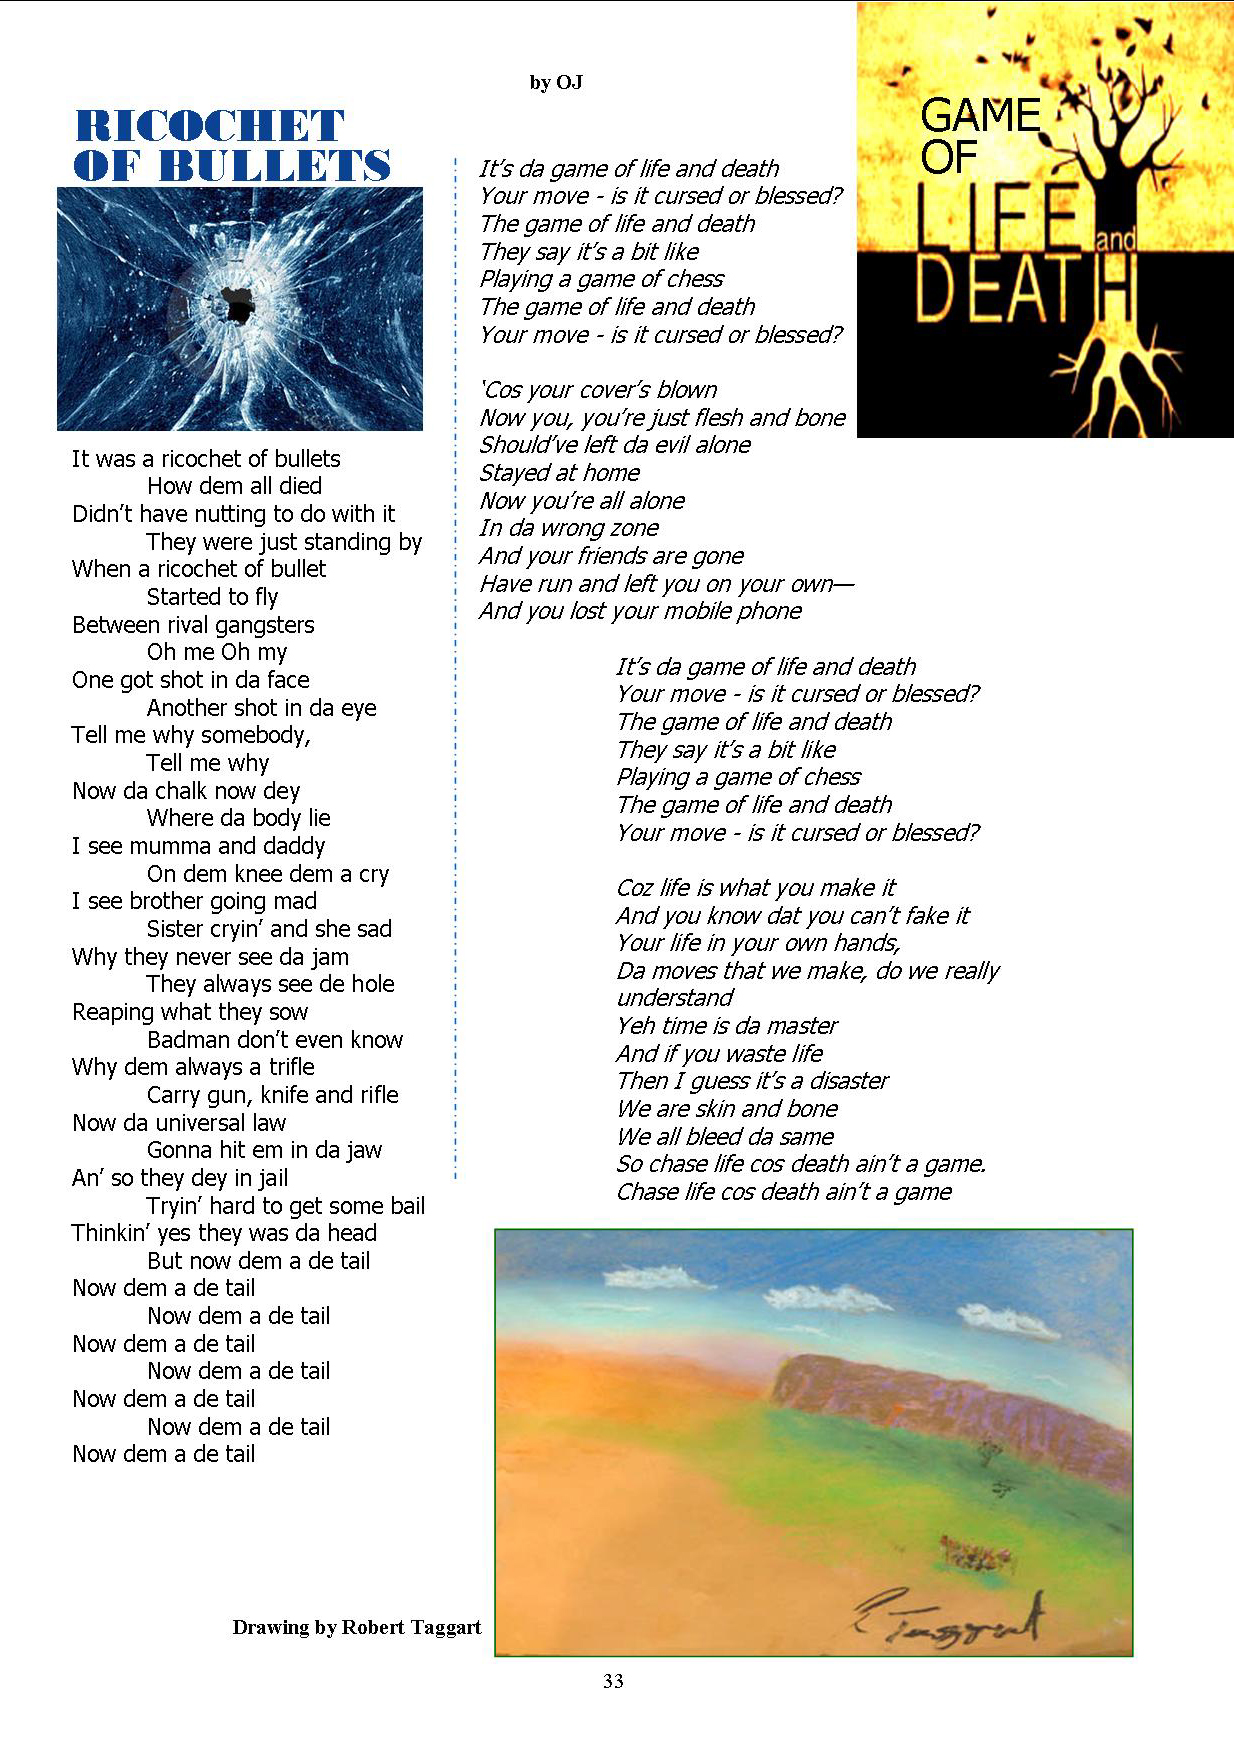 by OJ
RICOCHET
OF BULLETS
It was a ricochet of bullets
How dem all died
Didn't have nutting to do with it
They were just standing by
When a ricochet of bullet
Started to fly
Between rival gangsters
Oh me Oh my
One got shot in da face
Another shot in da eye
Tell me why somebody,
Tell me why
Now da chalk now dey
Where da body lie
I see mumma and daddy
On dem knee dem a cry
I see brother going mad
Sister cryin' and she sad
Why they never see da jam
They always see de hole
Reaping what they sow
Badman don't even know
Why dem always a trifle
Carry gun, knife and rifle
Now da universal law
Gonna hit em in da jaw
An' so they dey in jail
Tryin' hard to get some bail
Thinkin' yes they was da head
But now dem a de tail
Now dem a de tail
Now dem a de tail
Now dem a de tail
Now dem a de tail
Now dem a de tail
Now dem a de tail
Now dem a de tail
GAME
OF
LIFE and
DEATH
It's da game of life and death
Your move - is it cursed or blessed?
The game of life and death
They say it's a bit like
Playing a game of chess
The game of life and death
Your move - is it cursed or blessed?
‘Cos your cover's blown
Now you, you're just flesh and bone
Should've left da evil alone
Stayed at home
Now you're all alone
In da wrong zone
And your friends are gone
Have run and left you on your own—
And you lost your mobile phone
It's da game of life and death
Your move - is it cursed or blessed?
The game of life and death
They say it's a bit like
Playing a game of chess
The game of life and death
Your move - is it cursed or blessed?
Coz life is what you make it
And you know dat you can't fake it
Your life in your own hands,
Da moves that we make, do we really
understand
Yeh time is da master
And if you waste life
Then I guess it's a disaster
We are skin and bone
We all bleed da same
So chase life cos death ain't a game.
Chase life cos death ain't a game
R Taggart
Drawing by Robert Taggart
33